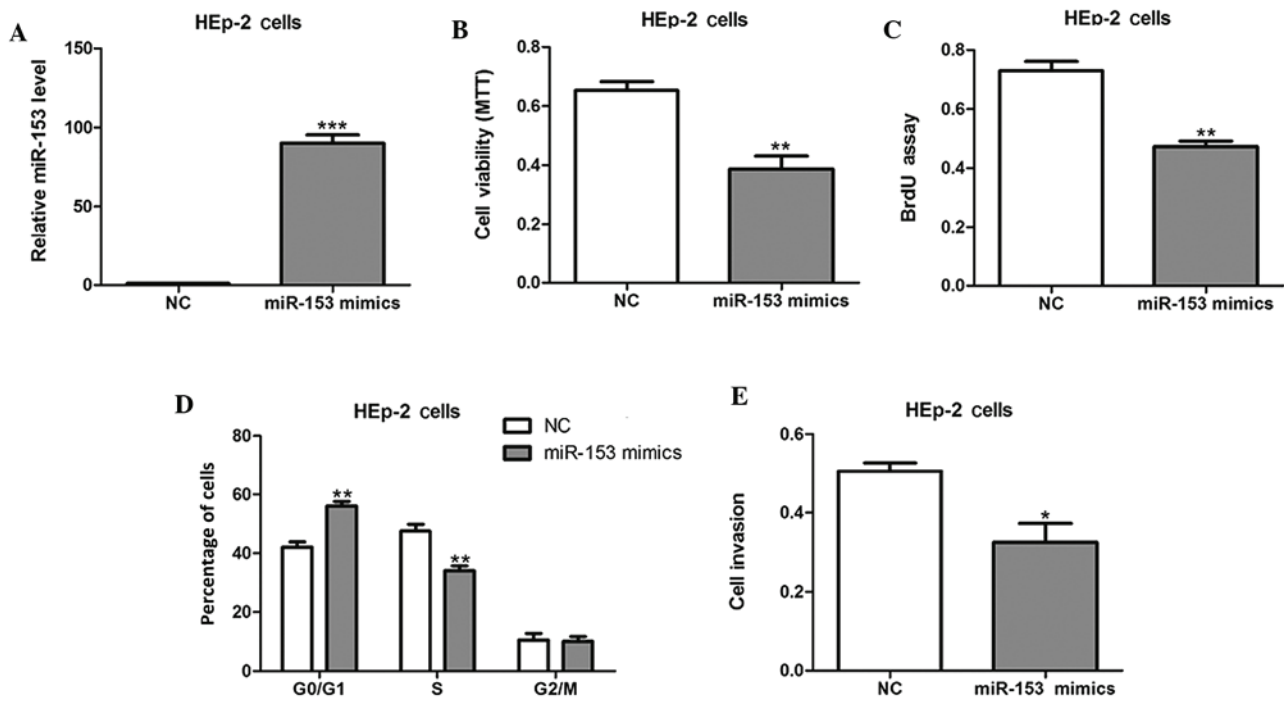 A
HEp-2 cells
Relative miR-153 level
150
100
50
0
***
NC
miR-153 mimics
B
HEp-2 cells
Cell viability (MTT)
0.8
0.6
0.4
0.2
0.0
**
NC
miR-153 mimics
C
HEp-2 cells
BrdU assay
0.8
0.6
0.4
0.2
0.0
**
NC
miR-153 mimics
D
HEp-2 cells
NC
miR-153 mimics
Percentage of cells
80
60
40
20
0
**
**
G0/G1
S
G2/M
E
HEp-2 cells
Cell invasion
0.6
0.4
0.2
0.0
*
NC
miR-153 mimics